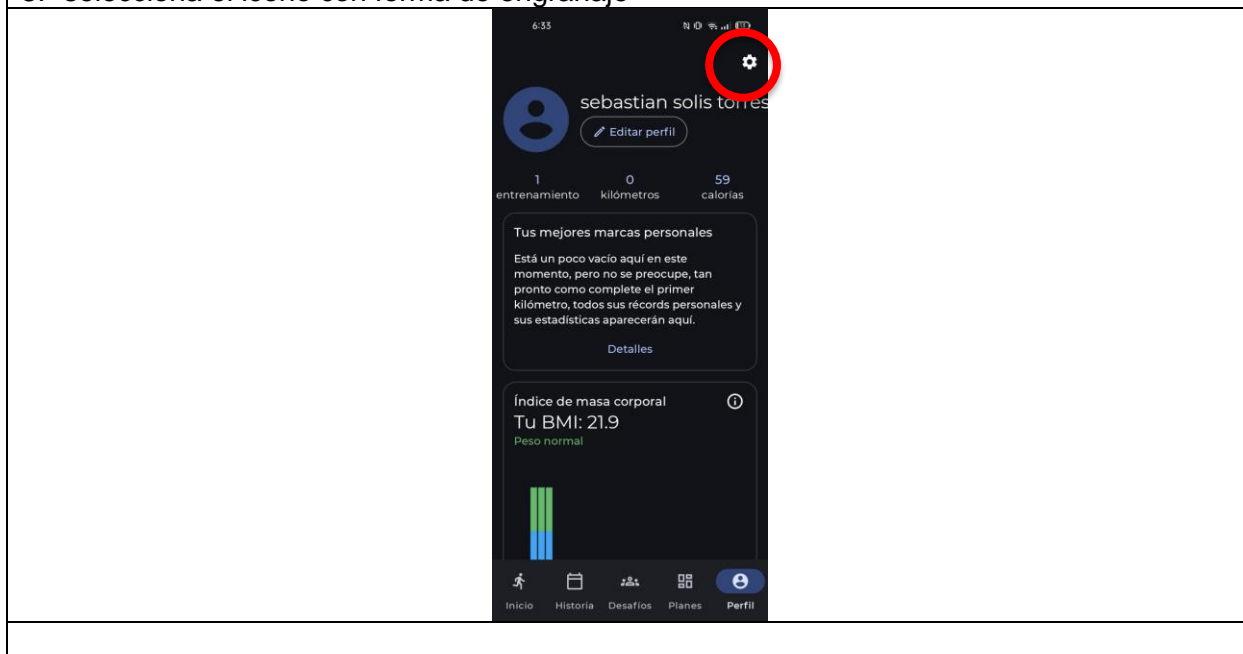 selecciona el icono con forma de engranaje
6:33
sebastian solis torres
Editar perfil
1 0 59
entrenamiento kilómetros calorías
Tus mejores marcas personales
Está un poco vacío aquí en este
momento, pero no se preocupe, tan
pronto como complete el primer
kilómetro, todos sus récords personales y
sus estadísticas aparecerán aquí.
Detalles
Índice de masa corporal
Tu BMI: 21.9
Peso normal
Inicio Historia Desafíos Planes Perfil